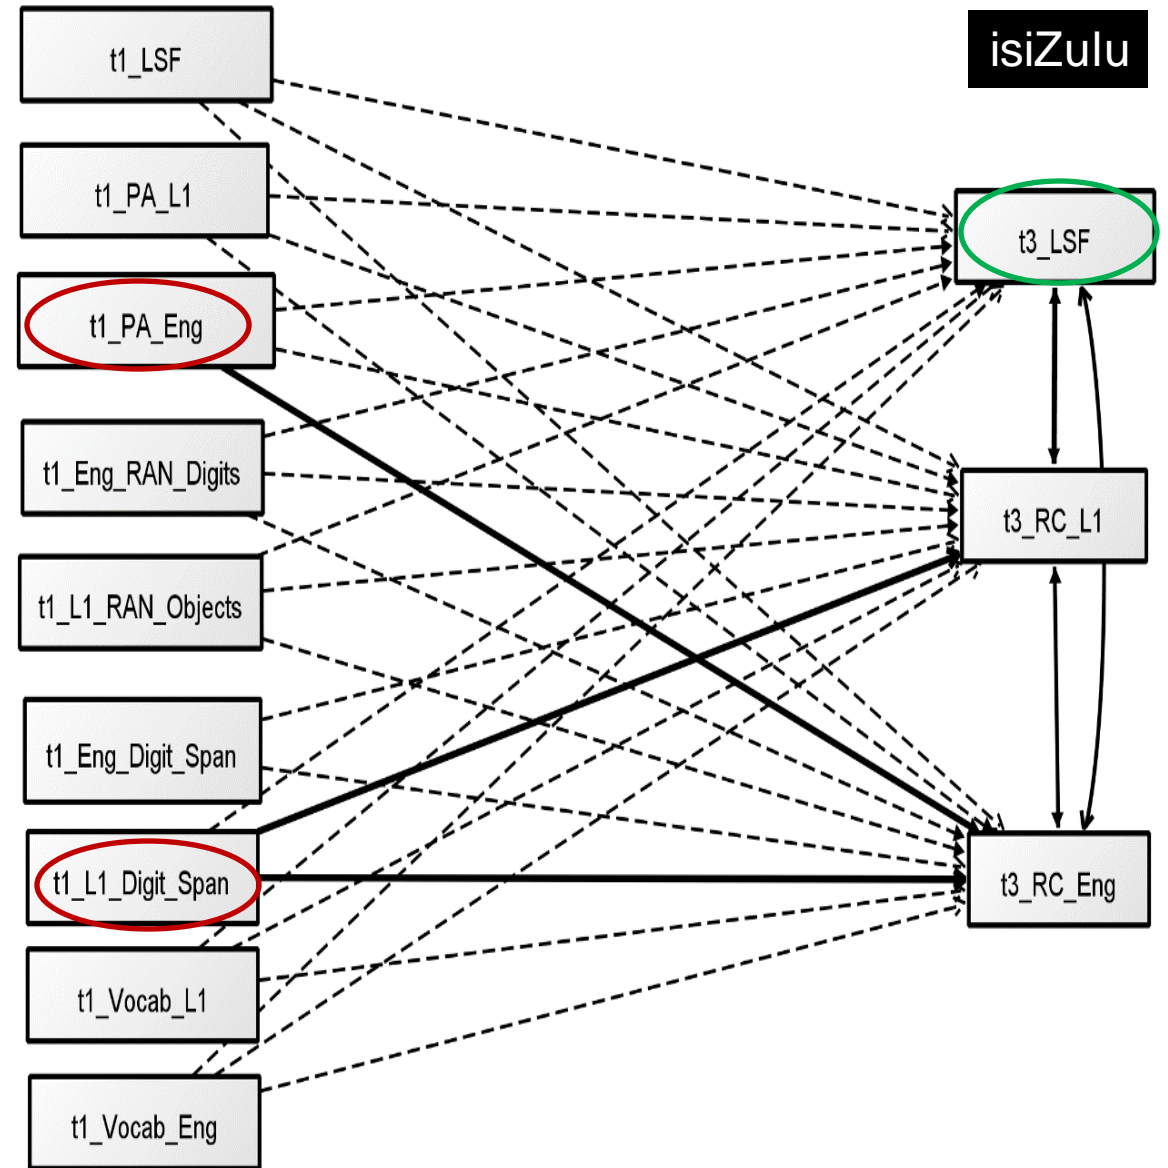 isiZulu
t1_LSF
t1_PA_L1
t1_PA_Eng
t1_Eng_RAN_Digits
t1_L1_RAN_Objects
t1_Eng_Digit_Span
t1_L1_Digit_Span
t1_Vocab_L1
t1_Vocab_Eng
t3_LSF
t3_RC_L1
t3_RC_Eng